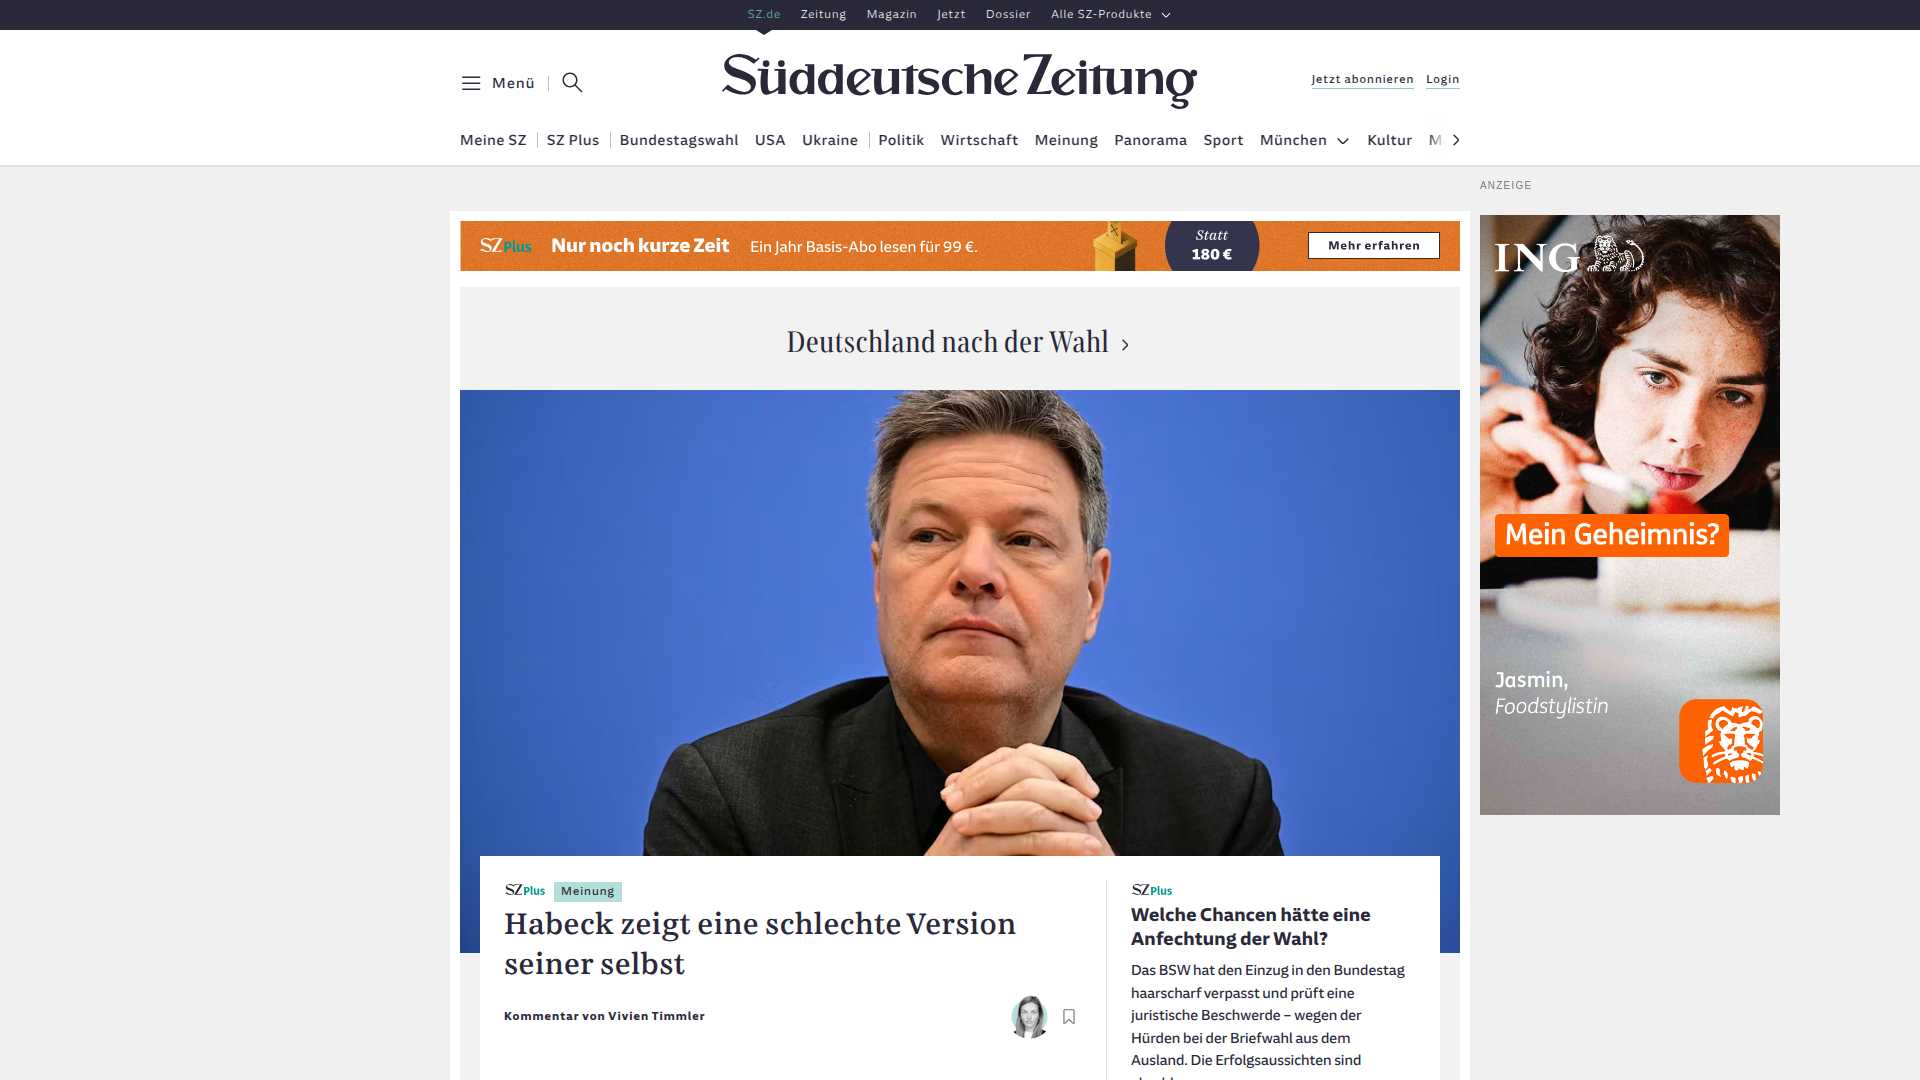 SZ.de Zeitung Magazin Jetzt Dossier Alle SZ-Produkte
Menü
Süddeutsche Zeitung
Jetzt abonnieren Login
Meine SZ SZ Plus Bundestagswahl USA Ukraine Politik Wirtschaft Meinung Panorama Sport München Kultur M
ANZEIGE
SZ Plus Nur noch kurze Zeit Ein Jahr Basis-Abo lesen für 99 €.
Statt
180 €
Mehr erfahren
ING
Deutschland nach der Wahl
Mein Geheimnis?
Jasmin,
Foodstylistin
SZ Plus Meinung
Habeck zeigt eine schlechte Version
seiner selbst
Kommentar von Vivien Timmler
SZ Plus
Welche Chancen hätte eine
Anfechtung der Wahl?
Das BSW hat den Einzug in den Bundestag
haarscharf verpasst und prüft eine
juristische Beschwerde – wegen der
Hürden bei der Briefwahl aus dem
Ausland. Die Erfolgsaussichten sind